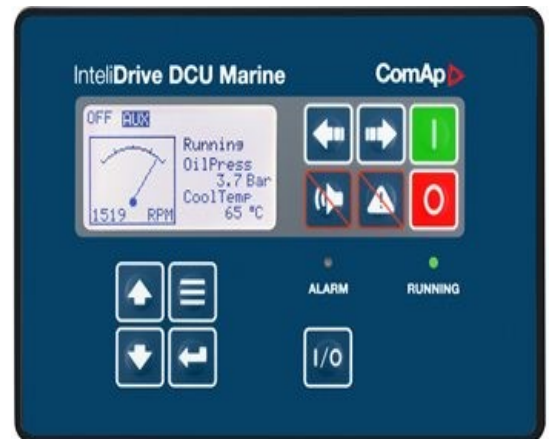 InteliDrive DCU Marine
ComAp
OFF AUX
Running
OilPress
3.7 Bar
CoolTemp
65 °C
1519 RPM
I
O
ALARM
RUNNING
I/O